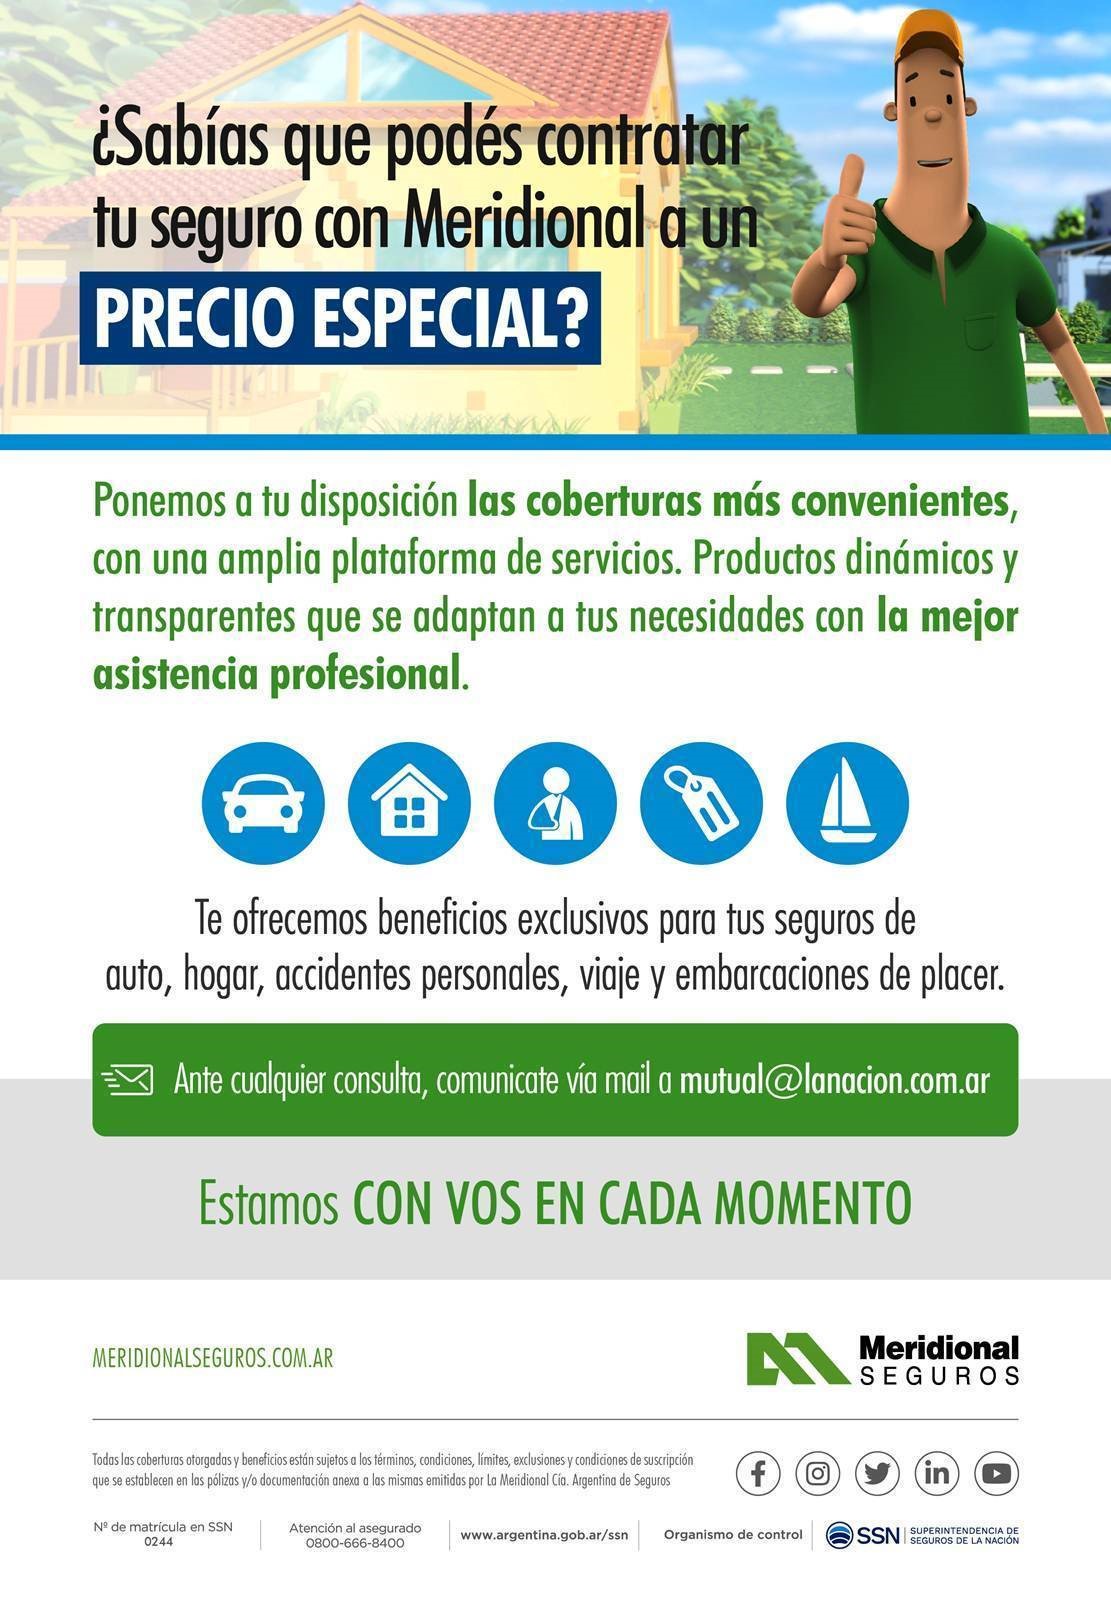 ¿Sabías que podés contratar
tu seguro con Meridional a un
PRECIO ESPECIAL?
Ponemos a tu disposición las coberturas más convenientes,
con una amplia plataforma de servicios. Productos dinámicos y
transparentes que se adaptan a tus necesidades con la mejor
asistencia profesional.
Te ofrecemos beneficios exclusivos para tus seguros de
auto, hogar, accidentes personales, viaje y embarcaciones de placer.
Ante cualquier consulta, comunicate vía mail a mutual@lanacion.com.ar
Estamos CON VOS EN CADA MOMENTO
MERIDIONALSEGUROS.COM.AR
Meridional
SEGUROS
Todas las coberturas otorgadas y beneficios están sujetos a los términos, condiciones, límites, exclusiones y condiciones de suscripción
que se establecen en las pólizas y/o documentación anexa a las mismas emitidas por La Meridional Cía. Argentina de Seguros
Nº de matrícula en SSN
0244
Atención al asegurado
0800-666-8400
www.argentina.gob.ar/ssn
Organismo de control
SSN
SUPERINTENDENCIA DE
SEGUROS DE LA NACIÓN